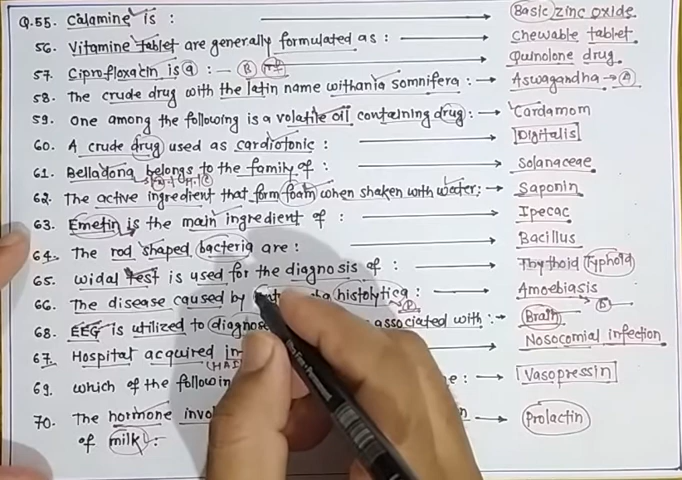 Q.55. Calamine is : → Basic zinc oxide
56. Vitamine tablet are generally formulated as : → chewable tablet
57. Ciprofloxacin is a : → Quinolone drug
58. The crude drug with the latin name withania somnifera : → Aswagandha → A
59. One among the following is a volatile oil containing drug : → Cardamom
60. A crude drug used as cardiotonic : → Digitalis
61. Belladona belongs to the family of : → Solanaceae
62. The active ingredient that form foam when shaken with water : → Saponin
63. Emetin is the main ingredient of : → Ipecac
64. The rod shaped bacteria are : → Bacillus
65. widal test is used for the diagnosis of : → Thythoid Typhoid
66. The disease caused by histolytica : → Amoebiasis
68. EEG is utilized to diagnose associated with : → Brain
67. Hospital acquired → Nosocomial infection
(HAI
69. which of the following : → Vasopressin
70. The hormone → Prolactin
of milk :